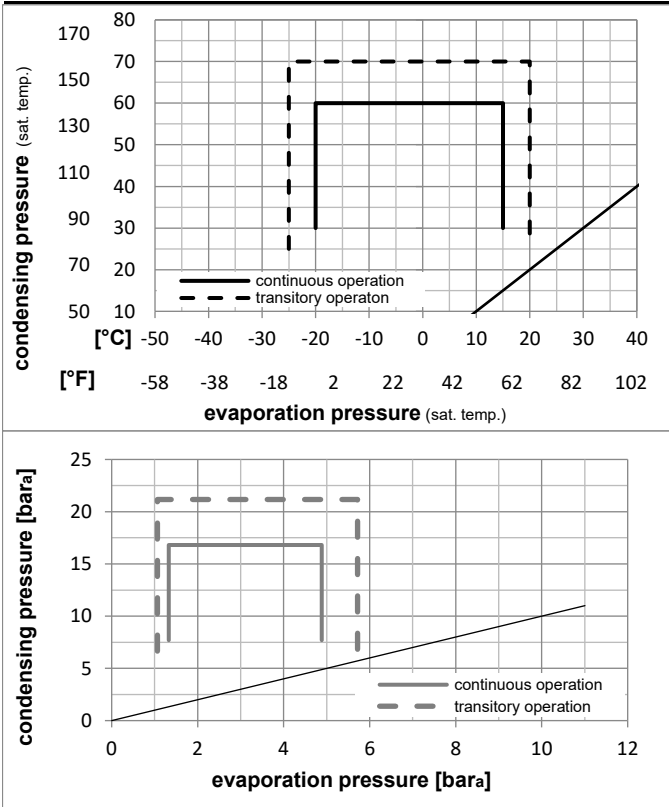 condensing pressure (sat. temp.)
170 80
70
150 60
130 50
110 40
90 30
70 20
50 10
continuous operation
transitory operaton
[°C] -50 -40 -30 -20 -10 0 10 20 30 40
[°F] -58 -38 -18 2 22 42 62 82 102
evaporation pressure (sat. temp.)
condensing pressure [bara]
25
20
15
10
5
0
continuous operation
transitory operation
0 2 4 6 8 10 12
evaporation pressure [bara]